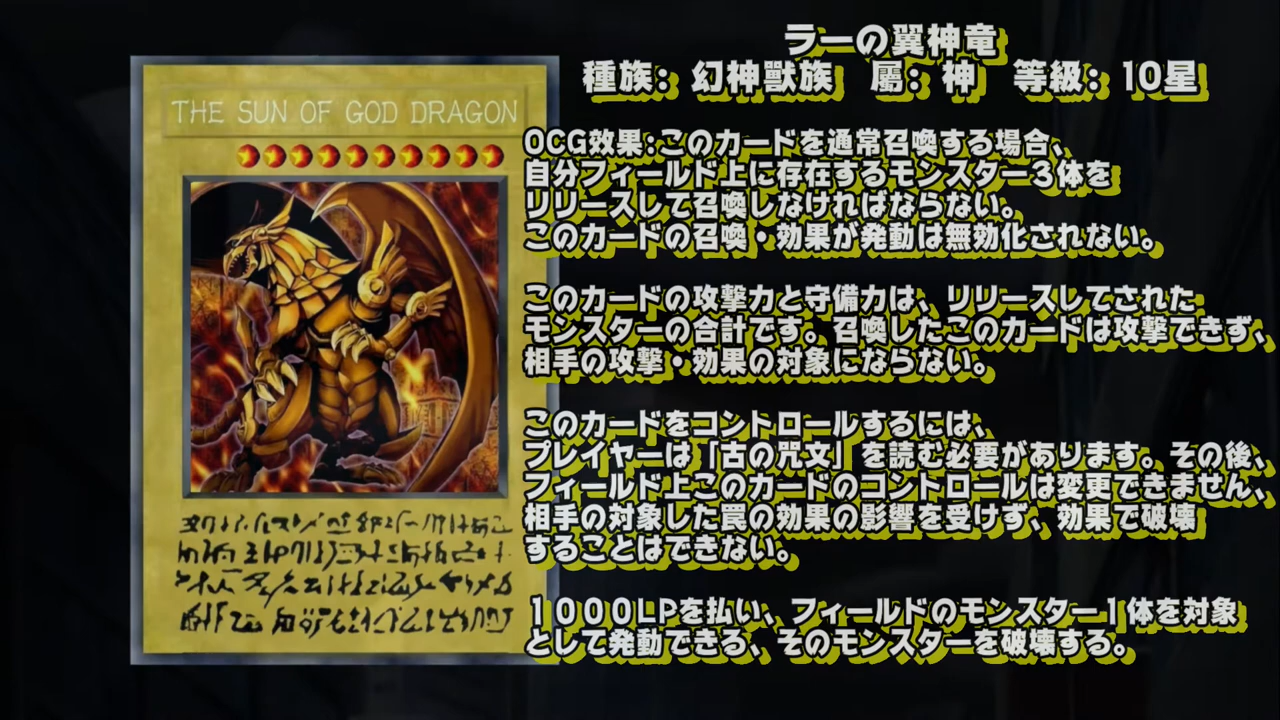 THE SUN OF GOD DRAGON
ラーの翼神竜
種族: 幻神獸族 屬: 神 等級: 10星
OCG効果:このカードを通常召喚する場合、
自分フィールド上に存在するモンスター3体を
リリースして召喚しなければならない。
このカードの召喚・効果が発動は無効化されない。
このカードの攻撃力と守備力は、リリースしてされた
モンスターの合計です。召喚したこのカードは攻撃できず、
相手の攻撃・効果の対象にならない。
このカードをコントロールするには、
プレイヤーは「古の咒文」を読む必要があります。その後、
フィールド上このカードのコントロールは変更できません、
相手の対象した罠の効果の影響を受けず、効果で破壊
することはできない。
1000LPを払い、フィールドのモンスター1体を対象
として発動できる、そのモンスターを破壊する。